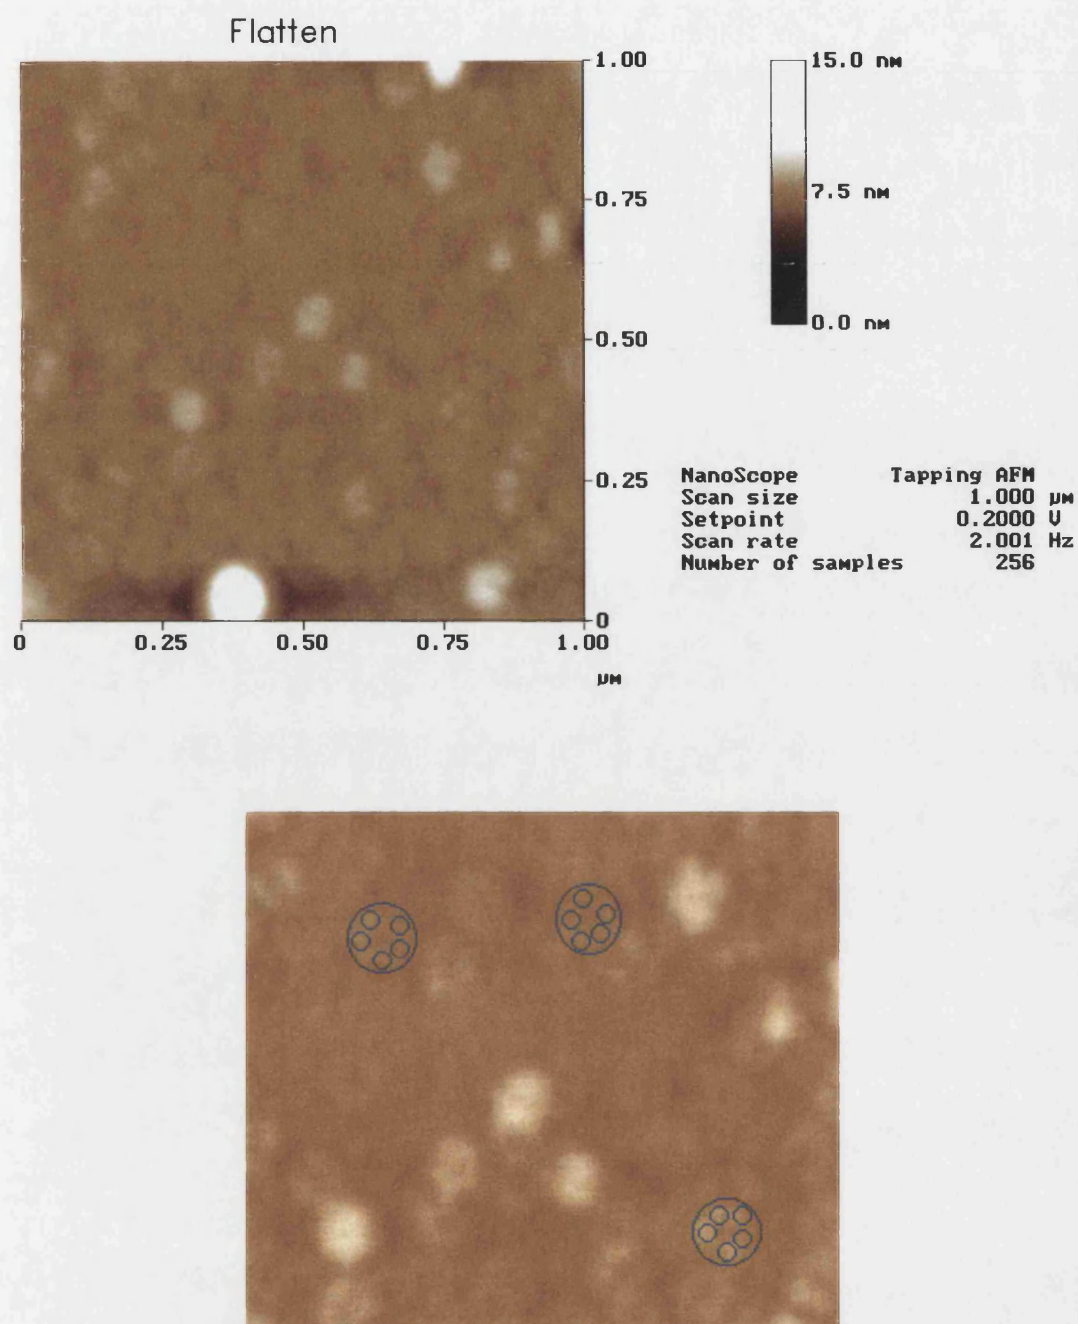 Flatten
1.00
0.75
0.50
0.25
0
0 0.25 0.50 0.75 1.00
µM
15.0 nM
7.5 nM
0.0 nM
NanoScope Tapping AFM
Scan size 1.000 µM
Setpoint 0.2000 V
Scan rate 2.001 Hz
Number of samples 256